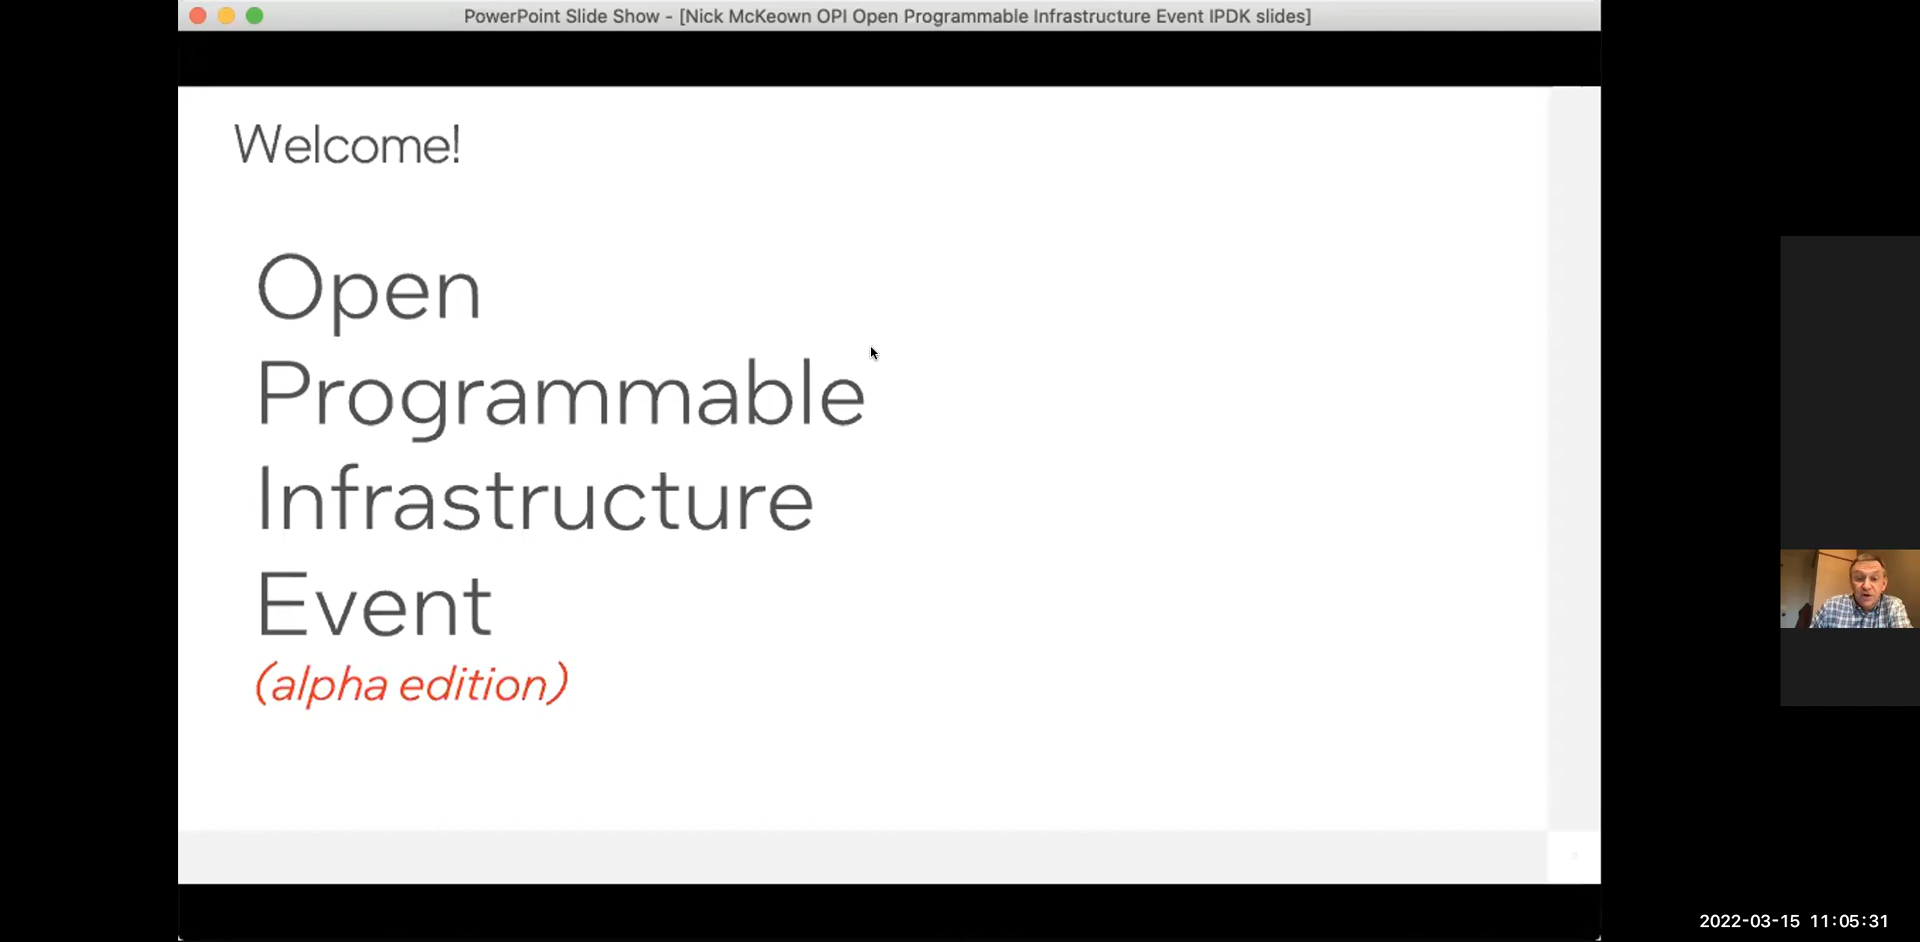 PowerPoint Slide Show - [Nick McKeown OPI Open Programmable Infrastructure Event IPDK slides]
Welcome!
Open
Programmable
Infrastructure
Event
(alpha edition)
2022-03-15 11:05:31